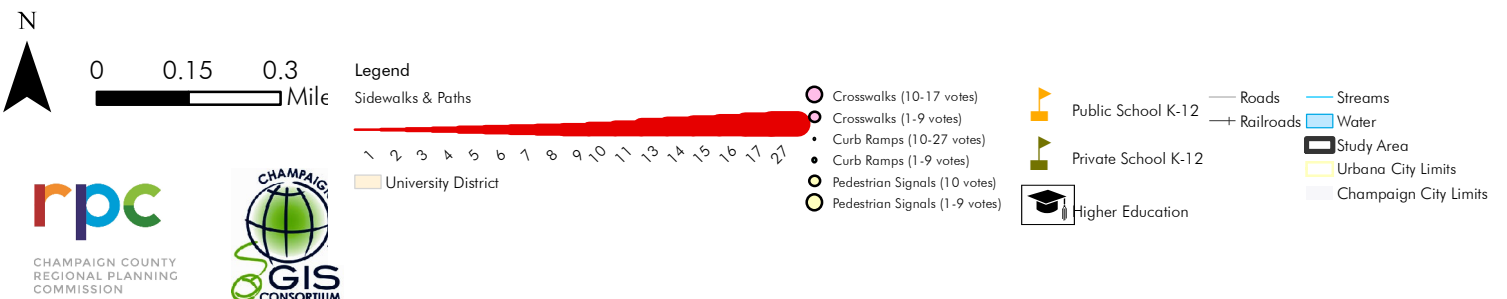 N
0 0.15 0.3
Mile
rpc
CHAMPAIGN COUNTY
REGIONAL PLANNING
COMMISSION
CHAMPAIG
GIS
CONSORTIUM
Legend
Sidewalks & Paths
1 2 3 4 5 6 7 8 9 10 11 13 14 15 16 17 27
University District
Crosswalks (10-17 votes)
Crosswalks (1-9 votes)
Curb Ramps (10-27 votes)
Curb Ramps (1-9 votes)
Pedestrian Signals (10 votes)
Pedestrian Signals (1-9 votes)
Public School K-12
Private School K-12
Higher Education
Roads
Railroads
Streams
Water
Study Area
Urbana City Limits
Champaign City Limits